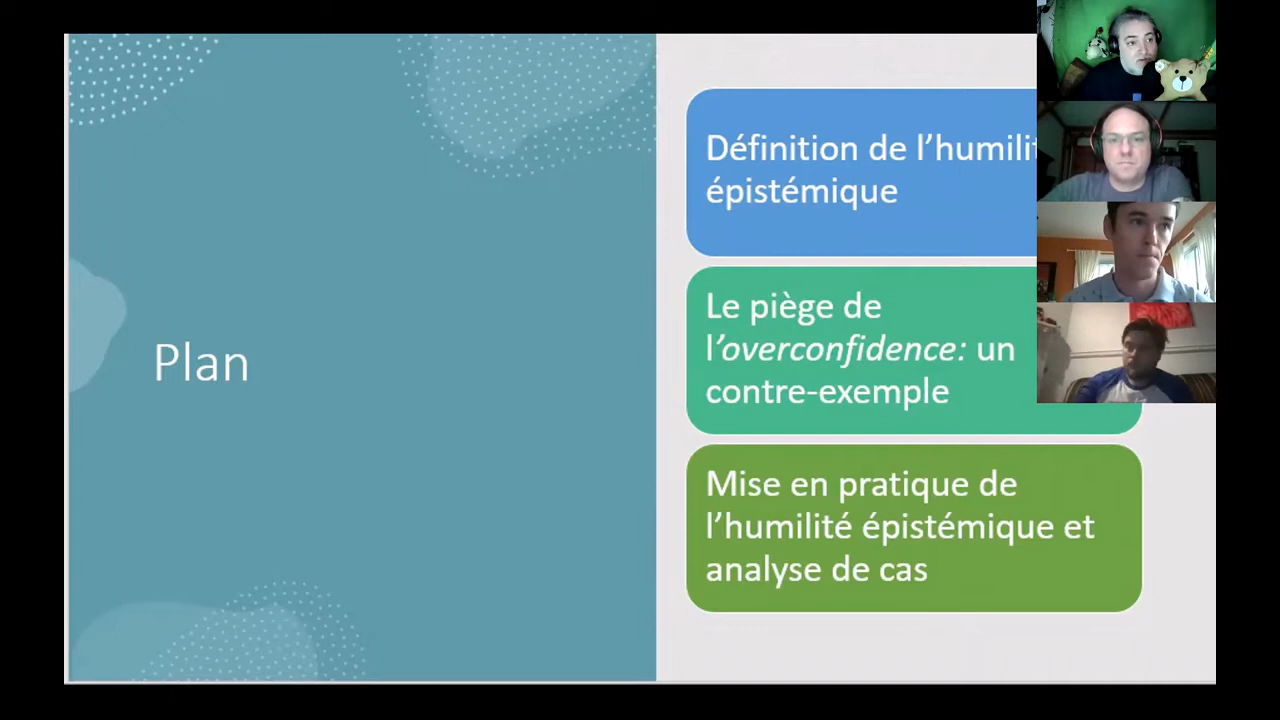 Plan
Définition de l’humilit
épistémique
Le piège de
l’overconfidence: un
contre-exemple
Mise en pratique de
l’humilité épistémique et
analyse de cas